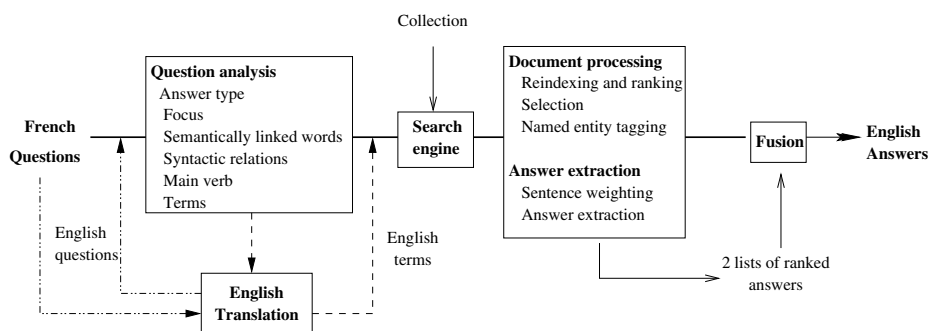 Collection
Question analysis
Answer type
Focus
Semantically linked words
Syntactic relations
Main verb
Terms
French
Questions
English
questions
English
Translation
English
terms
Search
engine
Document processing
Reindexing and ranking
Selection
Named entity tagging
Answer extraction
Sentence weighting
Answer extraction
2 lists of ranked
answers
Fusion
English
Answers